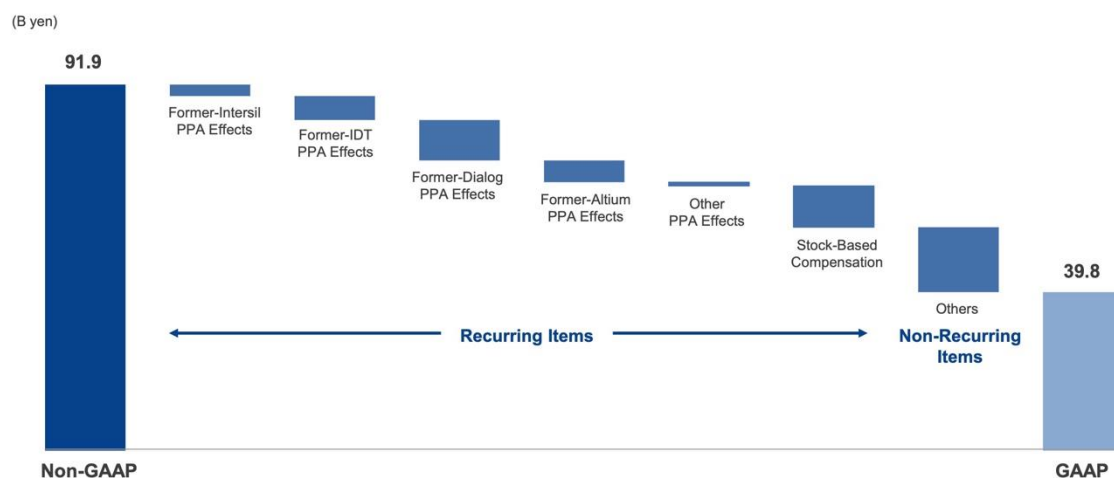 (B yen)
91.9
Former-Intersil
PPA Effects
Former-IDT
PPA Effects
Former-Dialog
PPA Effects
Former-Altium
PPA Effects
Other
PPA Effects
Stock-Based
Compensation
Others
39.8
Recurring Items
Non-Recurring
Items
Non-GAAP
GAAP